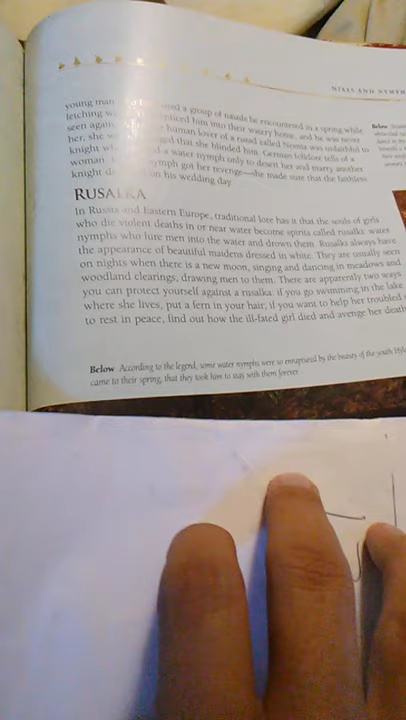 NIXES AND NYMPH
young man a group of naiads he encountered in a spring while
fetching enticed him into their watery home, and he was never
seen again. human lover of a naiad called Nomia was unfaithful to
her, she that she blinded him. German folklore tells of a
knight a water nymph only to desert her and marry another
woman. nymph got her revenge—she made sure that the faithless
knight on his wedding day.
RUSALKA
In Russia and Eastern Europe, traditional lore has it that the souls of girls
who die violent deaths in or near water become spirits called rusalki: water
nymphs who lure men into the water and drown them. Rusalki always have
the appearance of beautiful maidens dressed in white. They are usually seen
on nights when there is a new moon, singing and dancing in meadows and
woodland clearings, drawing men to them. There are apparently two ways
you can protect yourself against a rusalka: if you go swimming in the lake
where she lives, put a fern in your hair; if you want to help her troubled
to rest in peace, find out how the ill-fated girl died and avenge her death
Below According to the legend, some water nymphs were so enraptured by the beauty of the youth Hyl
came to their spring, that they took him to stay with them forever.
Below